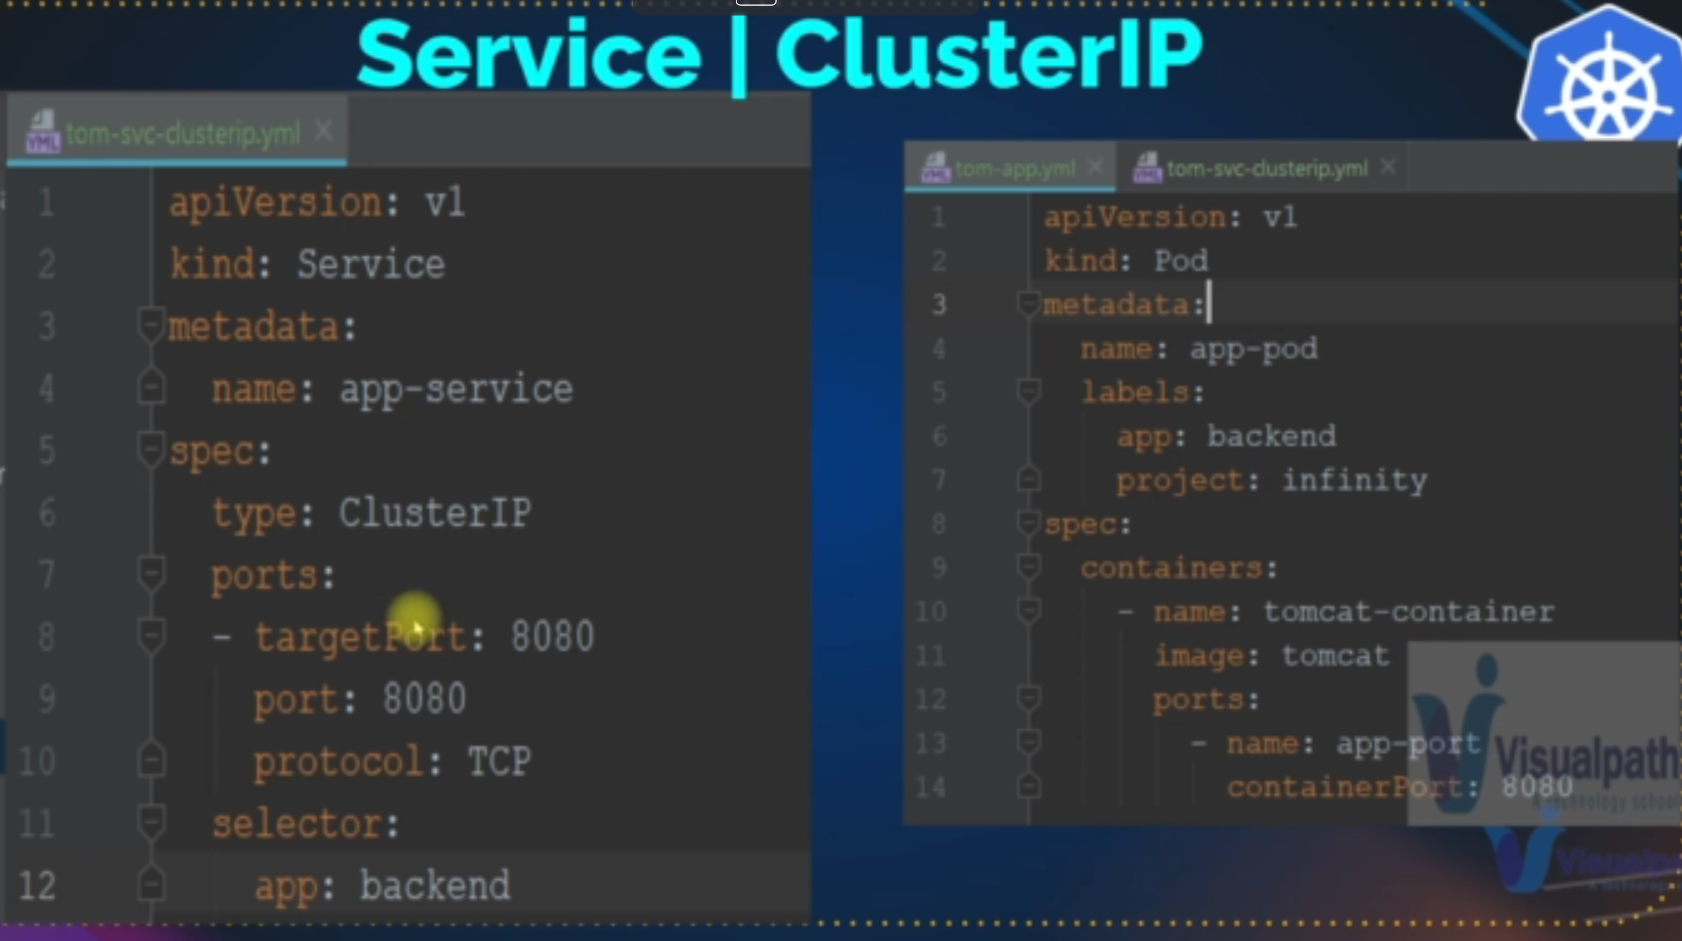 Service | ClusterIP
tom-svc-clusterip.yml
1 apiVersion: v1
2 kind: Service
3 metadata:
4 name: app-service
5 spec:
6 type: ClusterIP
7 ports:
8 - targetPort: 8080
9 port: 8080
10 protocol: TCP
11 selector:
12 app: backend
tom-app.yml tom-svc-clusterip.yml
1 apiVersion: v1
2 kind: Pod
3 metadata:
4 name: app-pod
5 labels:
6 app: backend
7 project: infinity
8 spec:
9 containers:
10 - name: tomcat-container
11 image: tomcat
12 ports:
13 - name: app-port
14 containerPort: 8080
Visualpath
A technology school